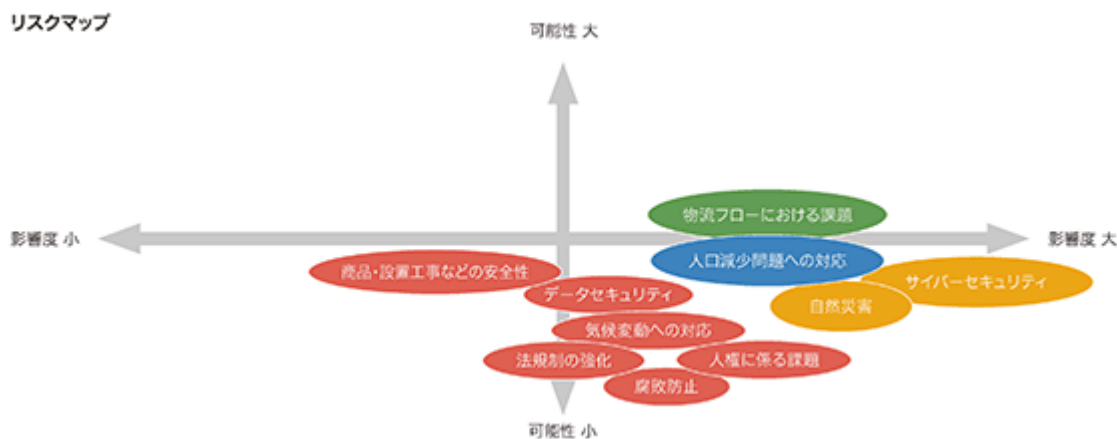 リスクマップ
可能性 大
物流フローにおける課題
影響度 小
影響度 大
人口減少問題への対応
商品・設置工事などの安全性
サイバーセキュリティ
データセキュリティ
自然災害
気候変動への対応
法規制の強化
人権に係る課題
腐敗防止
可能性 小